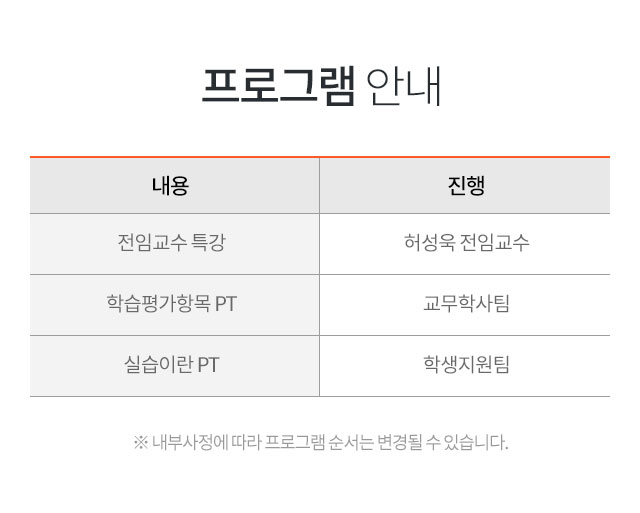 프로그램 안내
내용 진행
전임교수 특강 허성욱 전임교수
학습평가항목 PT 교무학사팀
실습이란 PT 학생지원팀
※ 내부사정에 따라 프로그램 순서는 변경될 수 있습니다.